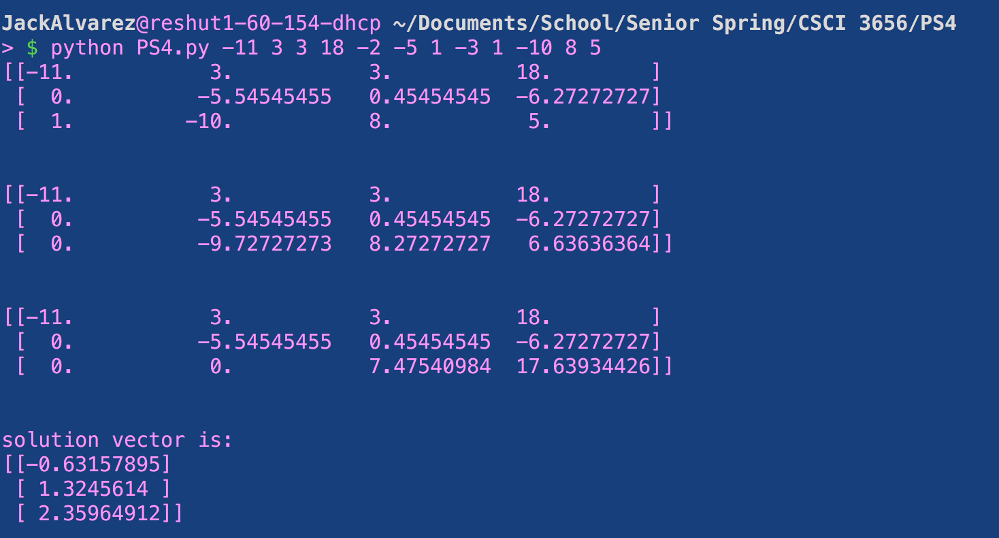 JackAlvarez@reshut1-60-154-dhcp ~/Documents/School/Senior Spring/CSCI 3656/PS4
> $ python PS4.py -11 3 3 18 -2 -5 1 -3 1 -10 8 5
[[-11.           3.           3.          18.        ]
 [  0.          -5.54545455   0.45454545  -6.27272727]
 [  1.         -10.           8.           5.        ]]
[[-11.           3.           3.          18.        ]
 [  0.          -5.54545455   0.45454545  -6.27272727]
 [  0.          -9.72727273   8.27272727   6.63636364]]
[[-11.           3.           3.          18.        ]
 [  0.          -5.54545455   0.45454545  -6.27272727]
 [  0.           0.           7.47540984  17.63934426]]
solution vector is:
[[-0.63157895]
 [ 1.3245614 ]
 [ 2.35964912]]